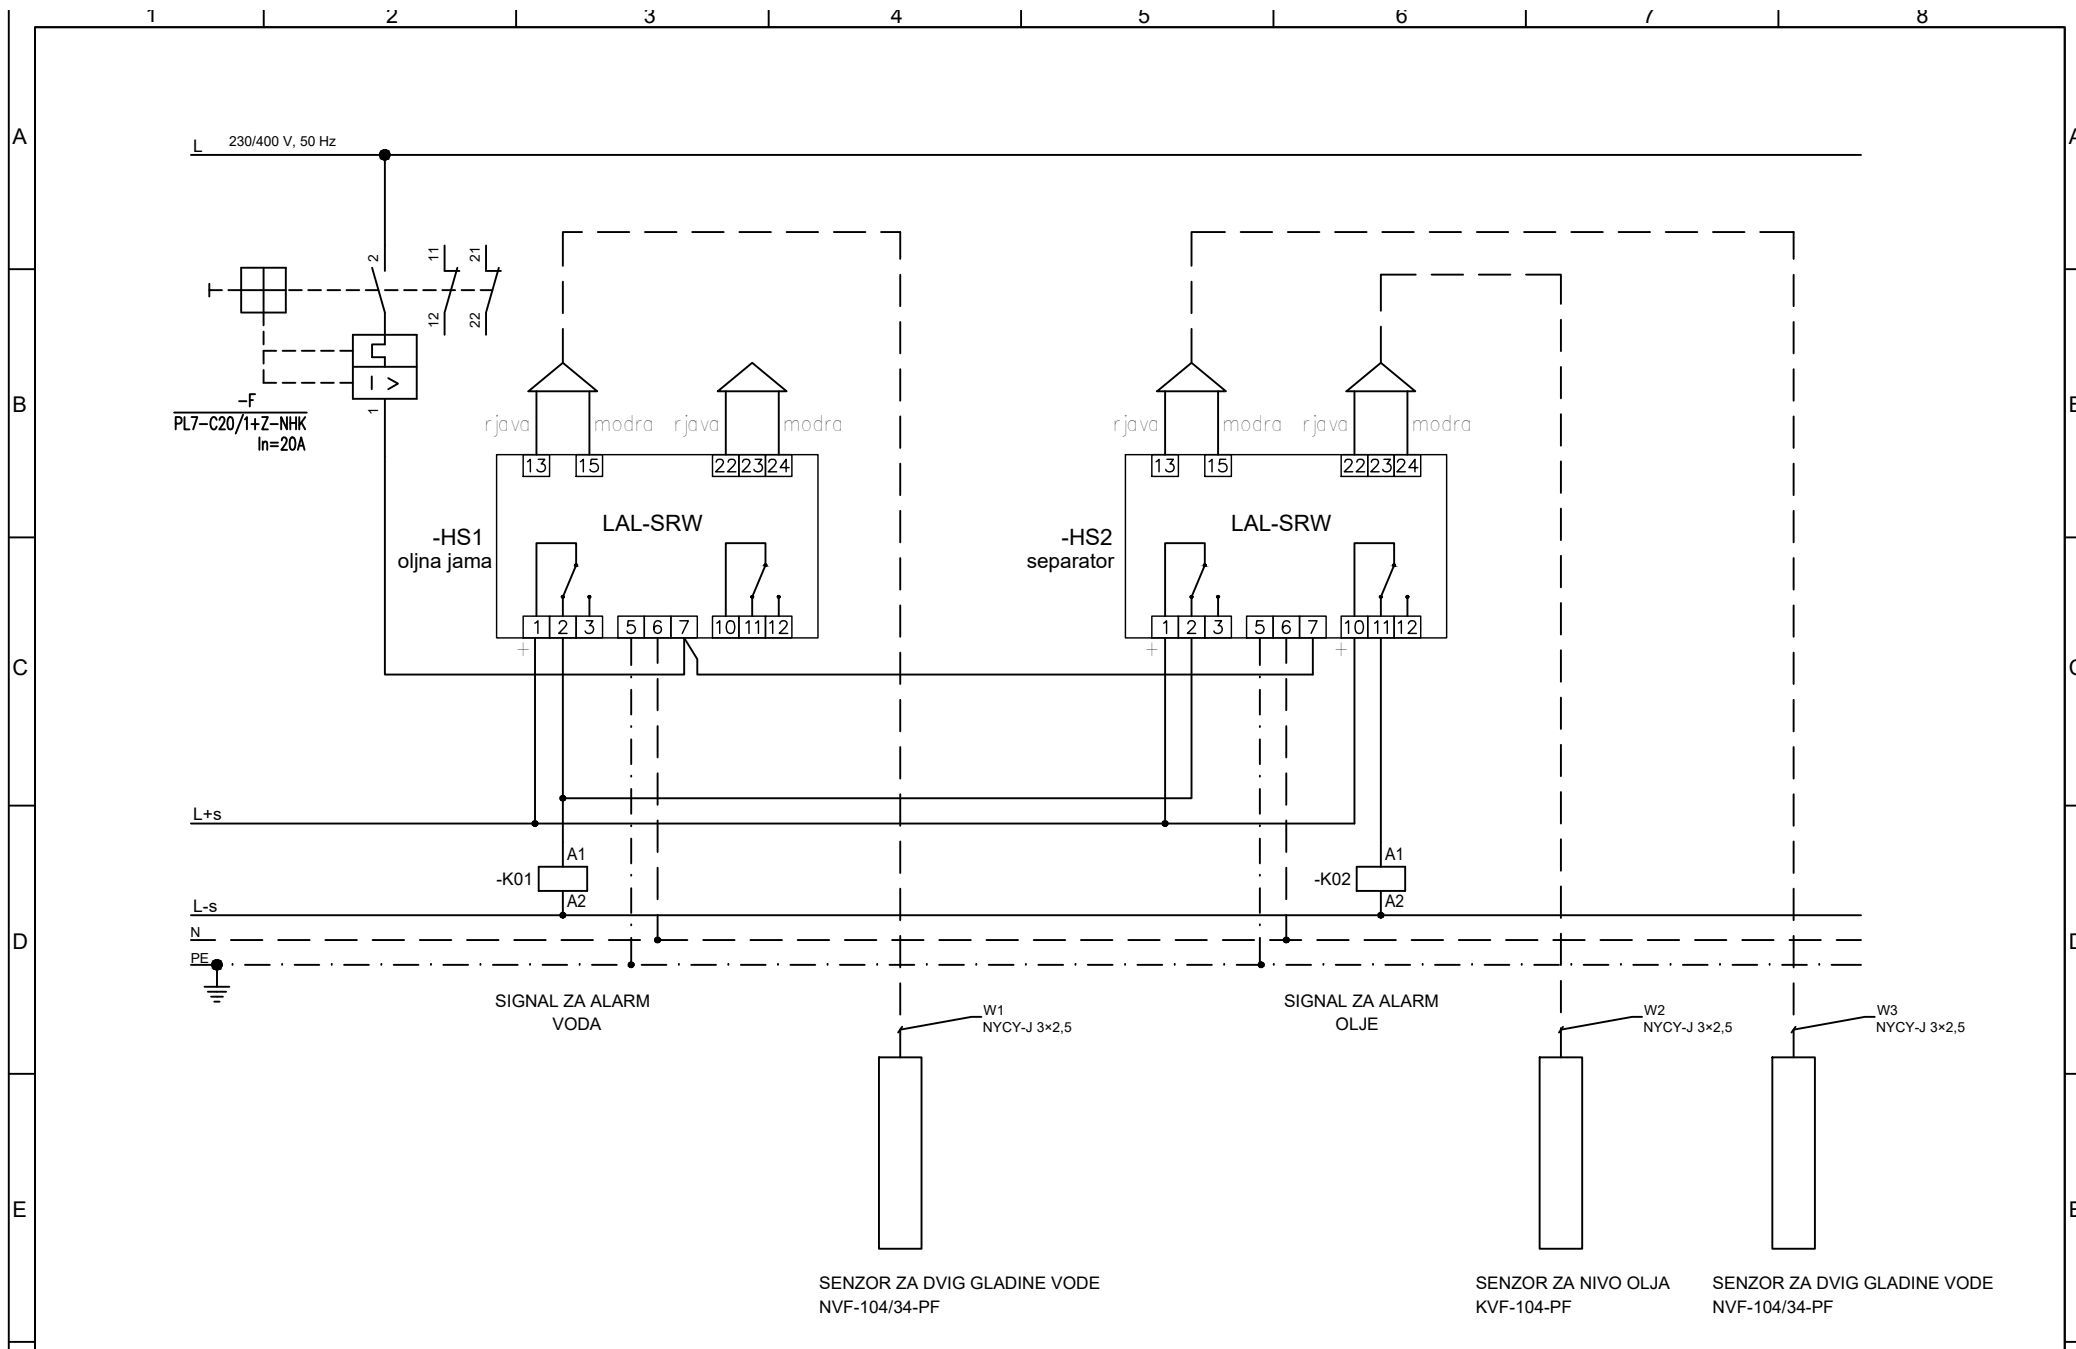 1 2 3 4 5 6 7 8
A A
L 230/400 V, 50 Hz
2 11 21
12 22
1
B B
-F
PL7-C20/1+Z-NHK
In=20A
rjava modra rjava modra rjava modra rjava modra
13 15 22 23 24 13 15 22 23 24
LAL-SRW LAL-SRW
-HS1 -HS2
oljna jama separator
1 2 3 5 6 7 10 11 12 1 2 3 5 6 7 10 11 12
+ + +
C C
L+s
A1 A1
-K01 -K02
A2 A2
L-s
N
D D
PE
SIGNAL ZA ALARM SIGNAL ZA ALARM
VODA OLJE
W1 W2 W3
NYCY-J 3×2,5 NYCY-J 3×2,5 NYCY-J 3×2,5
I >
E E
SENZOR ZA DVIG GLADINE VODE SENZOR ZA NIVO OLJA SENZOR ZA DVIG GLADINE VODE
NVF-104/34-PF KVF-104-PF NVF-104/34-PF